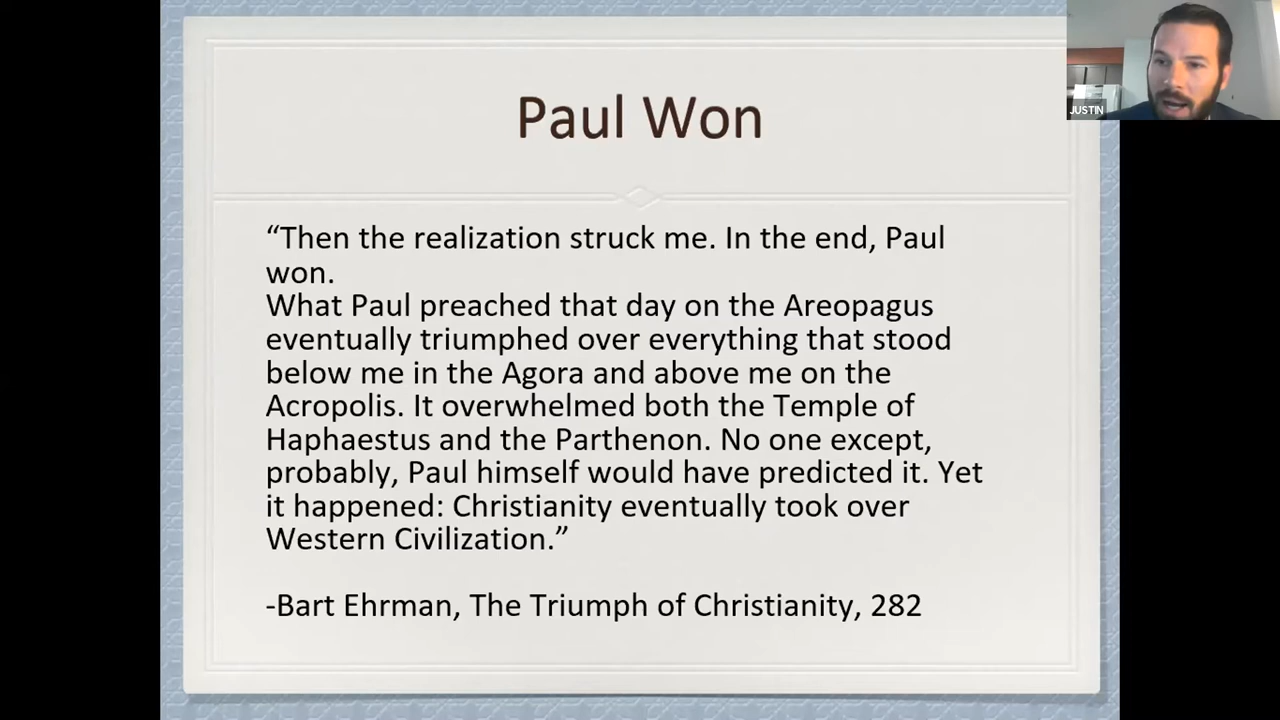 Paul Won
JUSTIN
“Then the realization struck me. In the end, Paul
won.
What Paul preached that day on the Areopagus
eventually triumphed over everything that stood
below me in the Agora and above me on the
Acropolis. It overwhelmed both the Temple of
Haphaestus and the Parthenon. No one except,
probably, Paul himself would have predicted it. Yet
it happened: Christianity eventually took over
Western Civilization.”
-Bart Ehrman, The Triumph of Christianity, 282